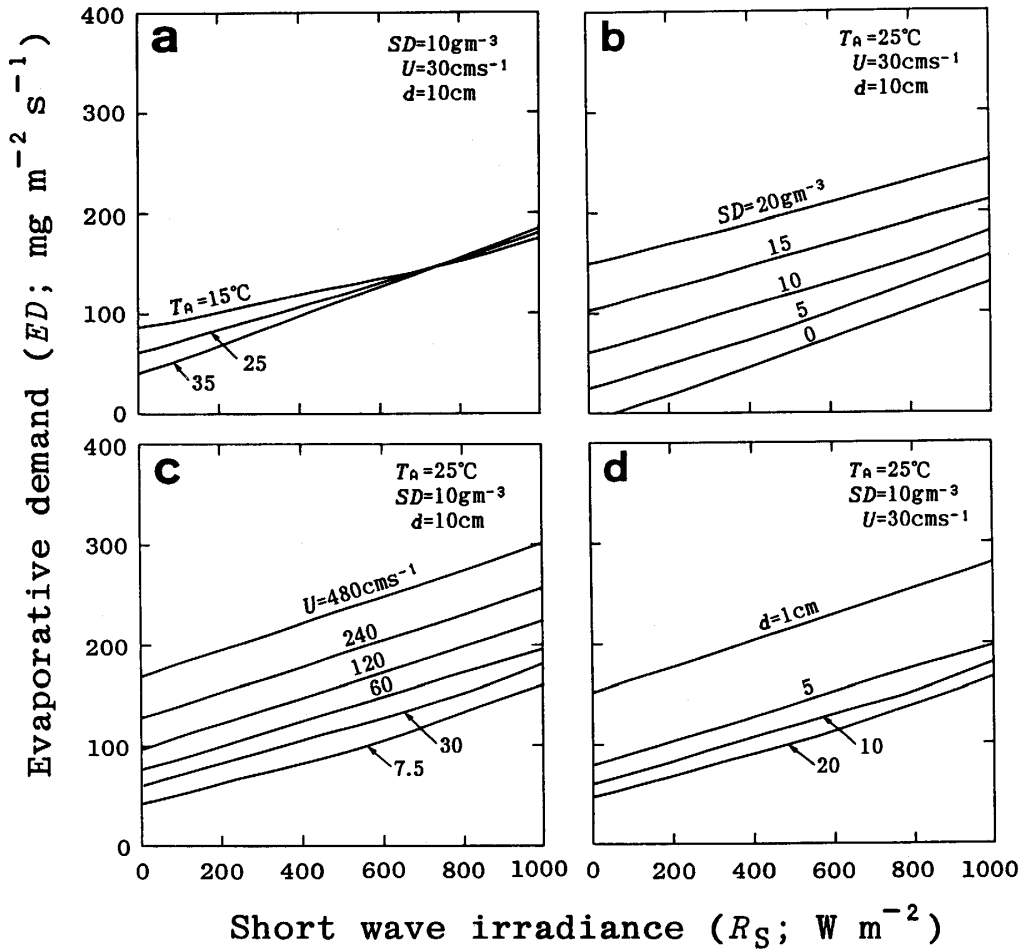 Evaporative demand (ED; mg m⁻² s⁻¹)
400
300
200
100
0
a
SD=10gm⁻³
U=30cms⁻¹
d=10cm
TA=15℃
25
35
b
TA=25℃
U=30cms⁻¹
d=10cm
SD=20gm⁻³
15
10
5
0
400
300
200
100
0
c
TA=25℃
SD=10gm⁻³
d=10cm
U=480cms⁻¹
240
120
60
30
7.5
0 200 400 600 800 1000
d
TA=25℃
SD=10gm⁻³
U=30cms⁻¹
d=1cm
5
10
20
0 200 400 600 800 1000
Short wave irradiance (RS; W m⁻²)